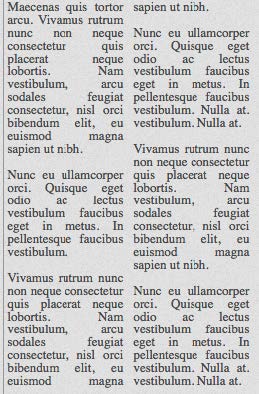 Maecenas quis tortor
arcu. Vivamus rutrum
nunc non neque
consectetur quis
placerat neque
lobortis. Nam
vestibulum, arcu
sodales feugiat
consectetur, nisl orci
bibendum elit, eu
euismod magna
sapien ut nibh.

Nunc eu ullamcorper
orci. Quisque eget
odio ac lectus
vestibulum faucibus
eget in metus. In
pellentesque faucibus
vestibulum.

Vivamus rutrum nunc
non neque consectetur
quis placerat neque
lobortis. Nam
vestibulum, arcu
sodales feugiat
consectetur, nisl orci
bibendum elit, eu
euismod magna
sapien ut nibh.

Nunc eu ullamcorper
orci. Quisque eget
odio ac lectus
vestibulum faucibus
eget in metus. In
pellentesque faucibus
vestibulum. Nulla at.
vestibulum. Nulla at.

Vivamus rutrum nunc
non neque consectetur
quis placerat neque
lobortis. Nam
vestibulum, arcu
sodales feugiat
consectetur, nisl orci
bibendum elit, eu
euismod magna
sapien ut nibh.

Nunc eu ullamcorper
orci. Quisque eget
odio ac lectus
vestibulum faucibus
eget in metus. In
pellentesque faucibus
vestibulum. Nulla at.
vestibulum. Nulla at.